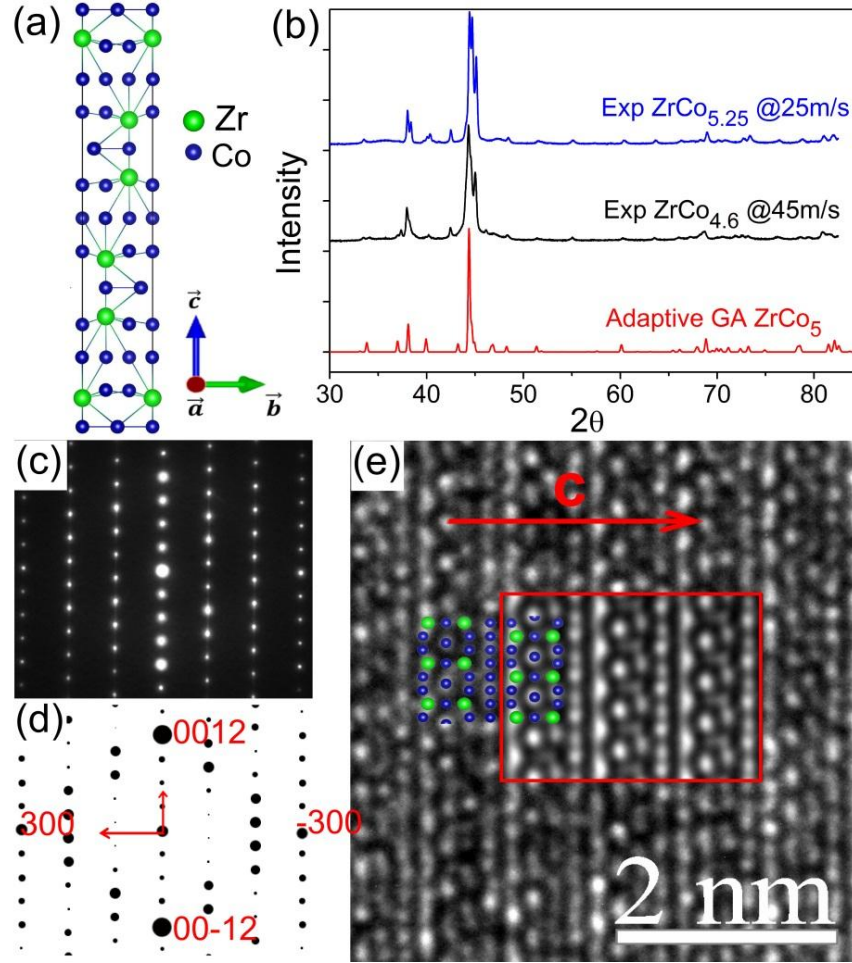 (a)
Zr
Co
c
a
b
(b)
Intensity
Exp ZrCo5.25 @25m/s
Exp ZrCo4.6 @45m/s
Adaptive GA ZrCo5
30 40 50 60 70 80
2θ
(c)
(d)
0012
300
-300
00-12
(e)
c
2 nm